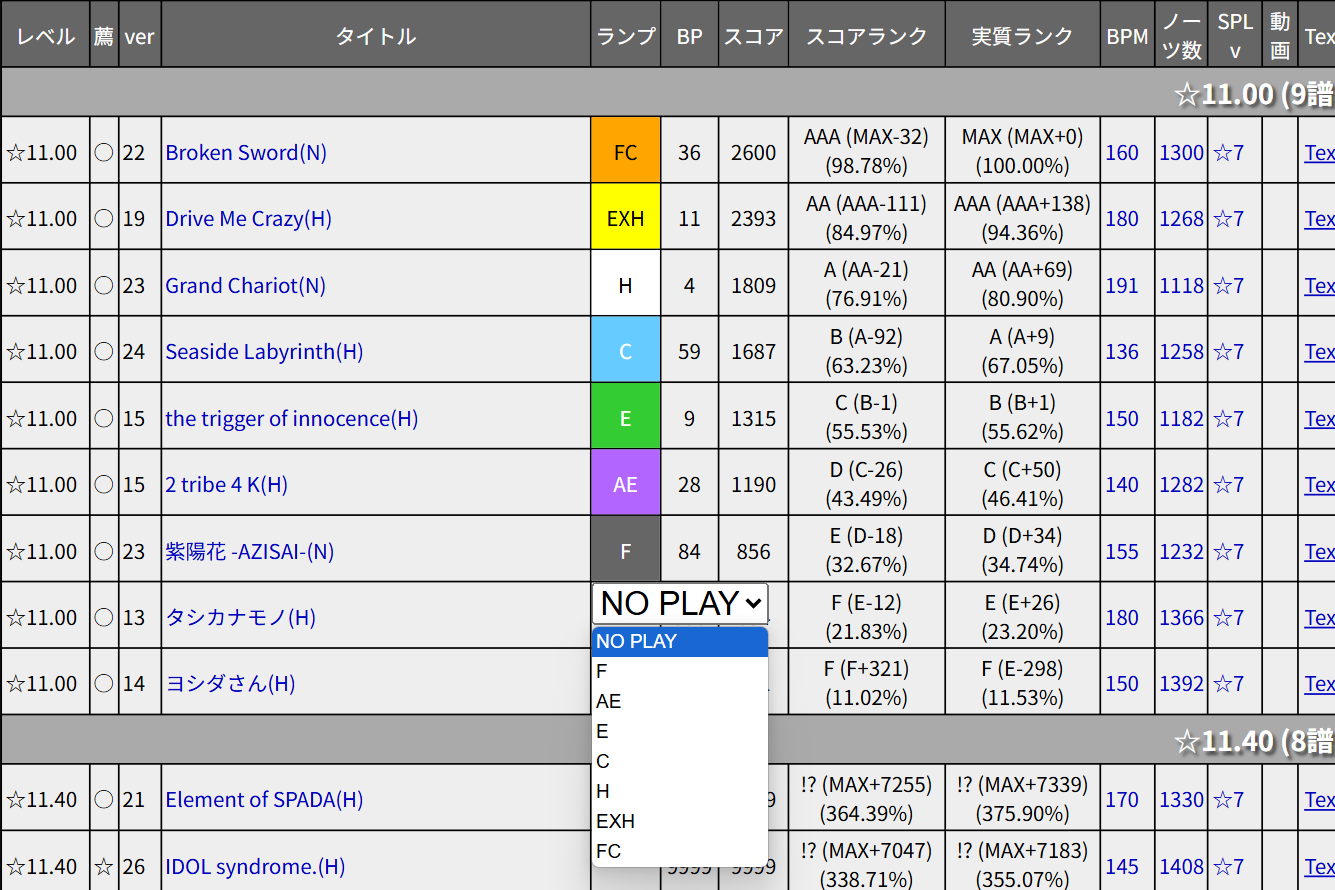 レベル 薦 ver タイトル ランプ BP スコア スコアランク 実質ランク BPM ノーツ数 SPLv 動画 Tex
☆11.00 (9譜
☆11.00 ○ 22 Broken Sword(N) FC 36 2600 AAA (MAX-32) (98.78%) MAX (MAX+0) (100.00%) 160 1300 ☆7 Tex
☆11.00 ○ 19 Drive Me Crazy(H) EXH 11 2393 AA (AAA-111) (84.97%) AAA (AAA+138) (94.36%) 180 1268 ☆7 Tex
☆11.00 ○ 23 Grand Chariot(N) H 4 1809 A (AA-21) (76.91%) AA (AA+69) (80.90%) 191 1118 ☆7 Tex
☆11.00 ○ 24 Seaside Labyrinth(H) C 59 1687 B (A-92) (63.23%) A (A+9) (67.05%) 136 1258 ☆7 Tex
☆11.00 ○ 15 the trigger of innocence(H) E 9 1315 C (B-1) (55.53%) B (B+1) (55.62%) 150 1182 ☆7 Tex
☆11.00 ○ 15 2 tribe 4 K(H) AE 28 1190 D (C-26) (43.49%) C (C+50) (46.41%) 140 1282 ☆7 Tex
☆11.00 ○ 23 紫陽花 -AZISAI-(N) F 84 856 E (D-18) (32.67%) D (D+34) (34.74%) 155 1232 ☆7 Tex
☆11.00 ○ 13 タシカナモノ(H) NO PLAY F (E-12) (21.83%) E (E+26) (23.20%) 180 1366 ☆7 Tex
NO PLAY
F
AE
E
C
H
EXH
FC
☆11.00 ○ 14 ヨシダさん(H) F (F+321) (11.02%) F (E-298) (11.53%) 150 1392 ☆7 Tex
☆11.40 (8譜
☆11.40 ○ 21 Element of SPADA(H) 9 !? (MAX+7255) (364.39%) !? (MAX+7339) (375.90%) 170 1330 ☆7 Tex
☆11.40 ☆ 26 IDOL syndrome.(H) 9999 9999 !? (MAX+7047) (338.71%) !? (MAX+7183) (355.07%) 145 1408 ☆7 Tex